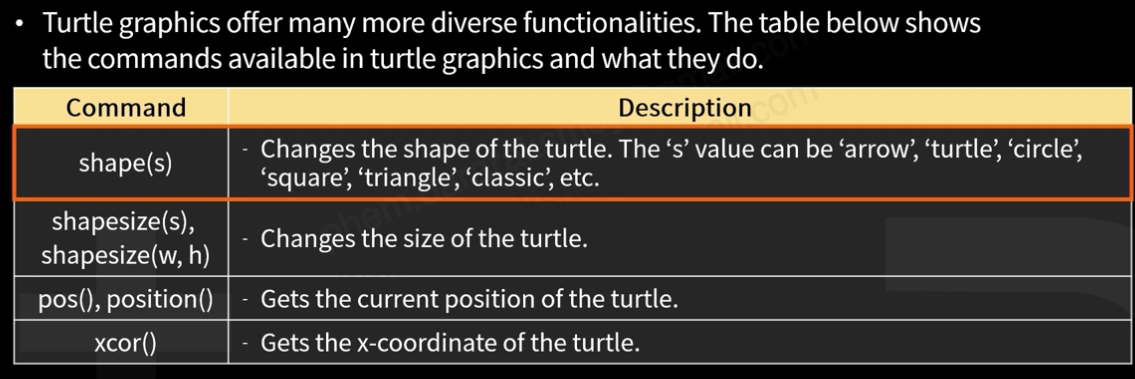 • Turtle graphics offer many more diverse functionalities. The table below shows
the commands available in turtle graphics and what they do.
Command Description
shape(s) - Changes the shape of the turtle. The ‘s’ value can be ‘arrow’, ‘turtle’, ‘circle’,
‘square’, ‘triangle’, ‘classic’, etc.
shapesize(s),
shapesize(w, h) - Changes the size of the turtle.
pos(), position() - Gets the current position of the turtle.
xcor() - Gets the x-coordinate of the turtle.